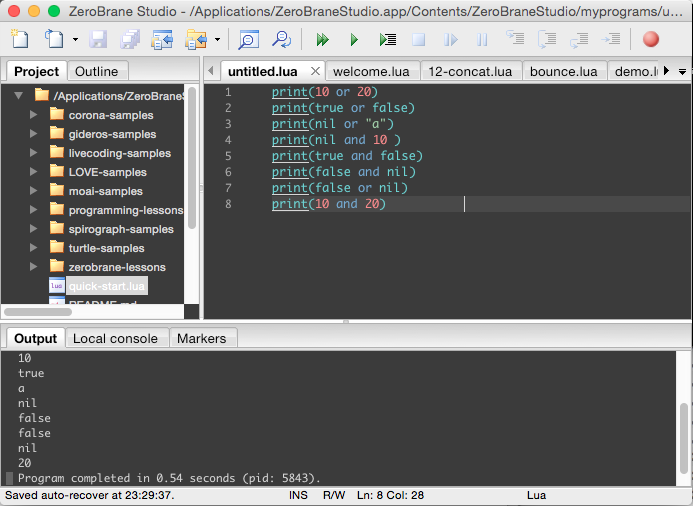 ZeroBrane Studio - /Applications/ZeroBraneStudio.app/Contents/ZeroBraneStudio/myprograms/u
Project
Outline
/Applications/ZeroBraneS
corona-samples
gideros-samples
livecoding-samples
LOVE-samples
moai-samples
programming-lessons
spirograph-samples
turtle-samples
zerobrane-lessons
lua quick-start.lua
README.md
untitled.lua
welcome.lua
12-concat.lua
bounce.lua
demo.l
1 print(10 or 20)
2 print(true or false)
3 print(nil or "a")
4 print(nil and 10 )
5 print(true and false)
6 print(false and nil)
7 print(false or nil)
8 print(10 and 20)
Output
Local console
Markers
10
true
a
nil
false
false
nil
20
Program completed in 0.54 seconds (pid: 5843).
Saved auto-recover at 23:29:37.
INS
R/W
Ln: 8 Col: 28
Lua